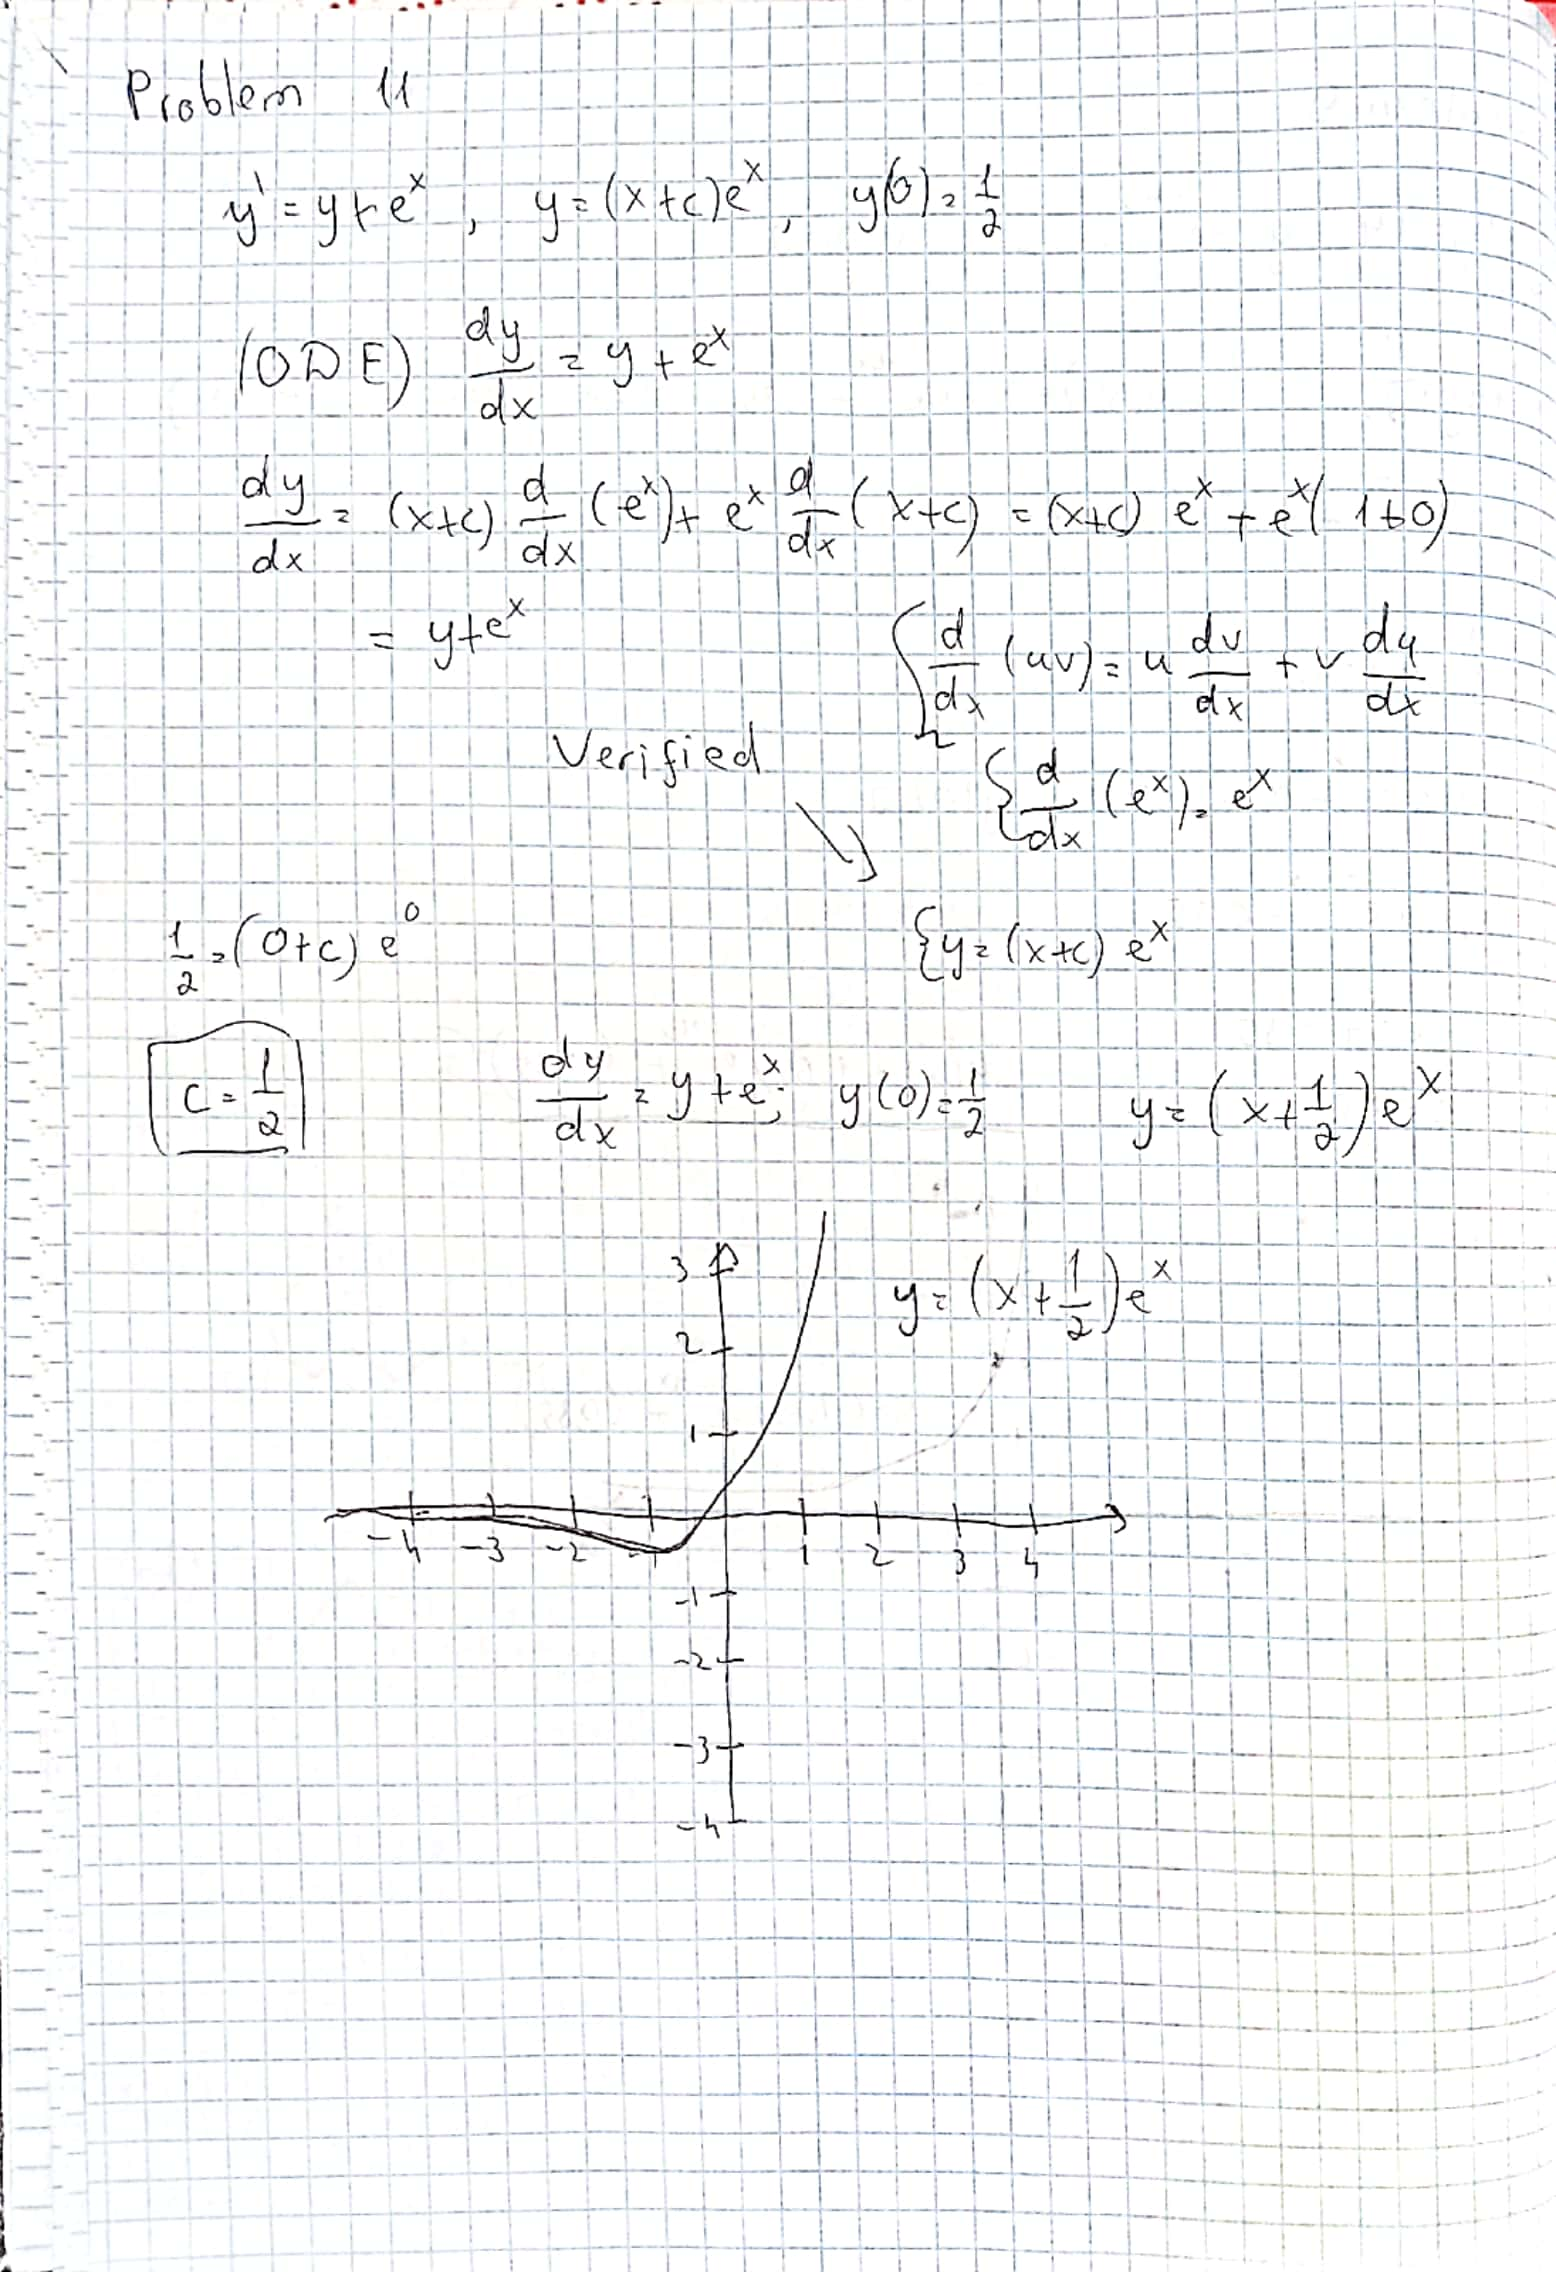 Problem 11
y' = y + e^x , y = (x + c)e^x , y(0) = 1/2
(ODE) dy/dx = y + e^x
dy/dx = (x+c) d/dx (e^x) + e^x d/dx (x+c) = (x+c) e^x + e^x (1+0)
= y + e^x
{ d/dx (uv) = u dv/dx + v du/dx
Verified
{ d/dx (e^x) = e^x
1/2 = (0+c) e^0
{ y = (x+c) e^x
c = 1/2
dy/dx = y + e^x; y(0) = 1/2
y = (x + 1/2) e^x
y = (x + 1/2) e^x
3
2
1
-4 -3 -2 -1 1 2 3 4
-1
-2
-3
-4